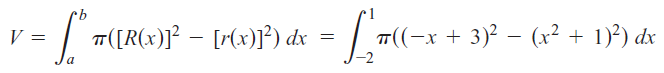 V = ∫_a^b π([R(x)]² − [r(x)]²) dx = ∫_{−2}^1 π((−x + 3)² − (x² + 1)²) dx